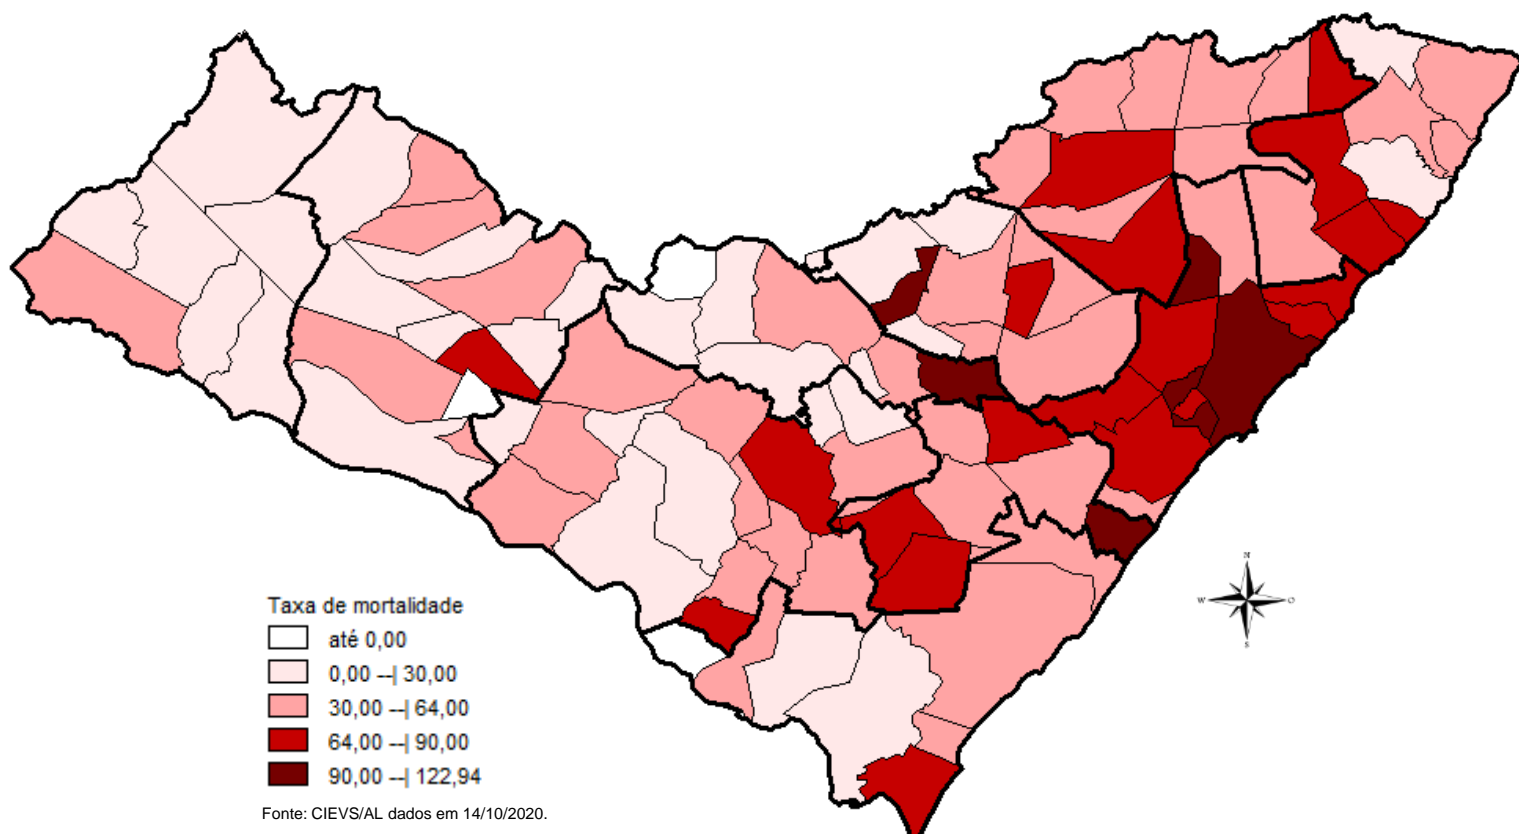 Taxa de mortalidade
até 0,00
0,00 --| 30,00
30,00 --| 64,00
64,00 --| 90,00
90,00 --| 122,94
Fonte: CIEVS/AL dados em 14/10/2020.
N
W
O
S